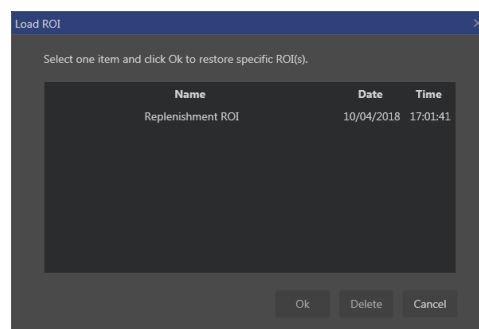 Load ROI
Select one item and click Ok to restore specific ROI(s).
Name Date Time
Replenishment ROI 10/04/2018 17:01:41
Ok Delete Cancel